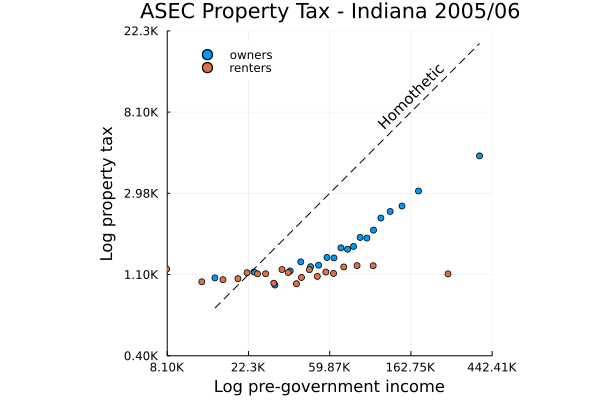 ASEC Property Tax - Indiana 2005/06
22.3K
owners
renters
Homothetic
8.10K
2.98K
1.10K
0.40K
Log property tax
8.10K 22.3K 59.87K 162.75K 442.41K
Log pre-government income